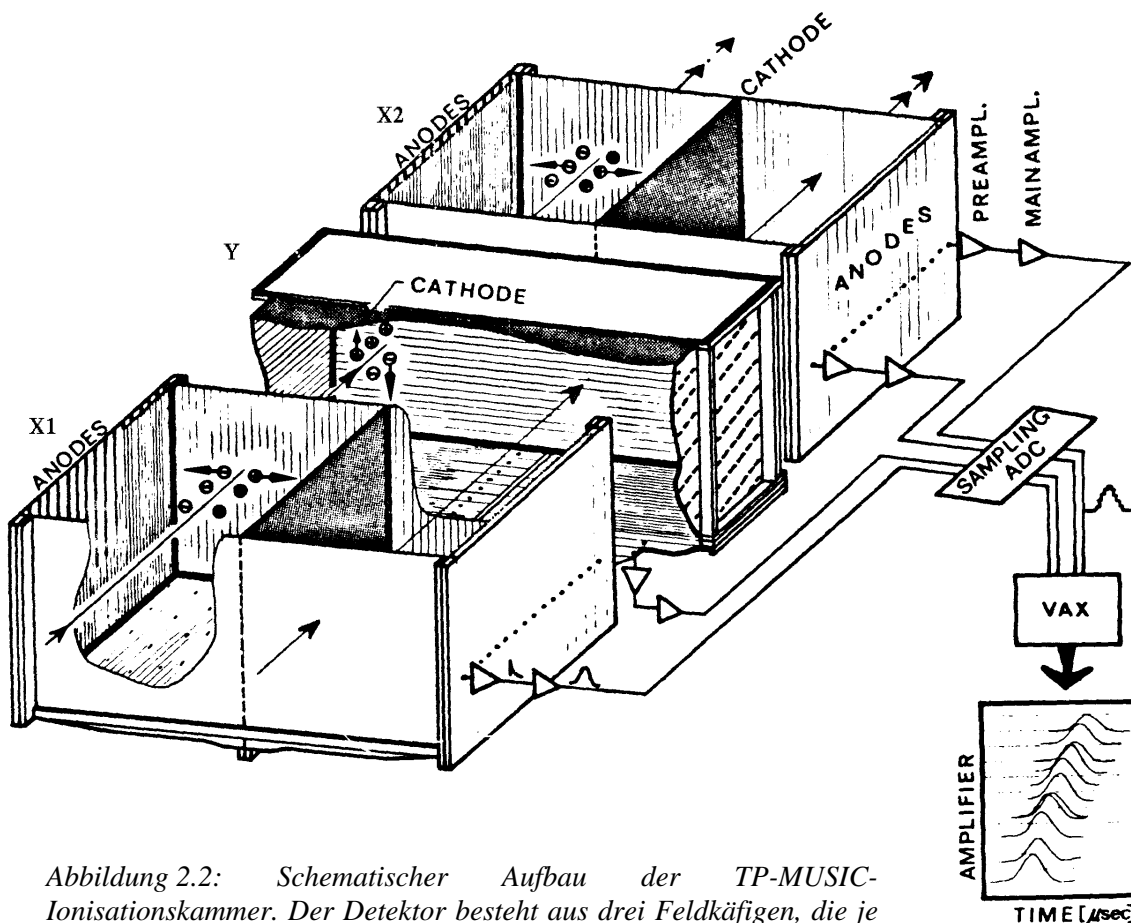 CATHODE
X2
ANODES
PREAMPL.
MAINAMPL.
Y
CATHODE
ANODES
X1
ANODES
SAMPLING
ADC
VAX
AMPLIFIER
TIME [µsec]
Abbildung 2.2: Schematischer Aufbau der TP-MUSIC-
Ionisationskammer. Der Detektor besteht aus drei Feldkäfigen, die je